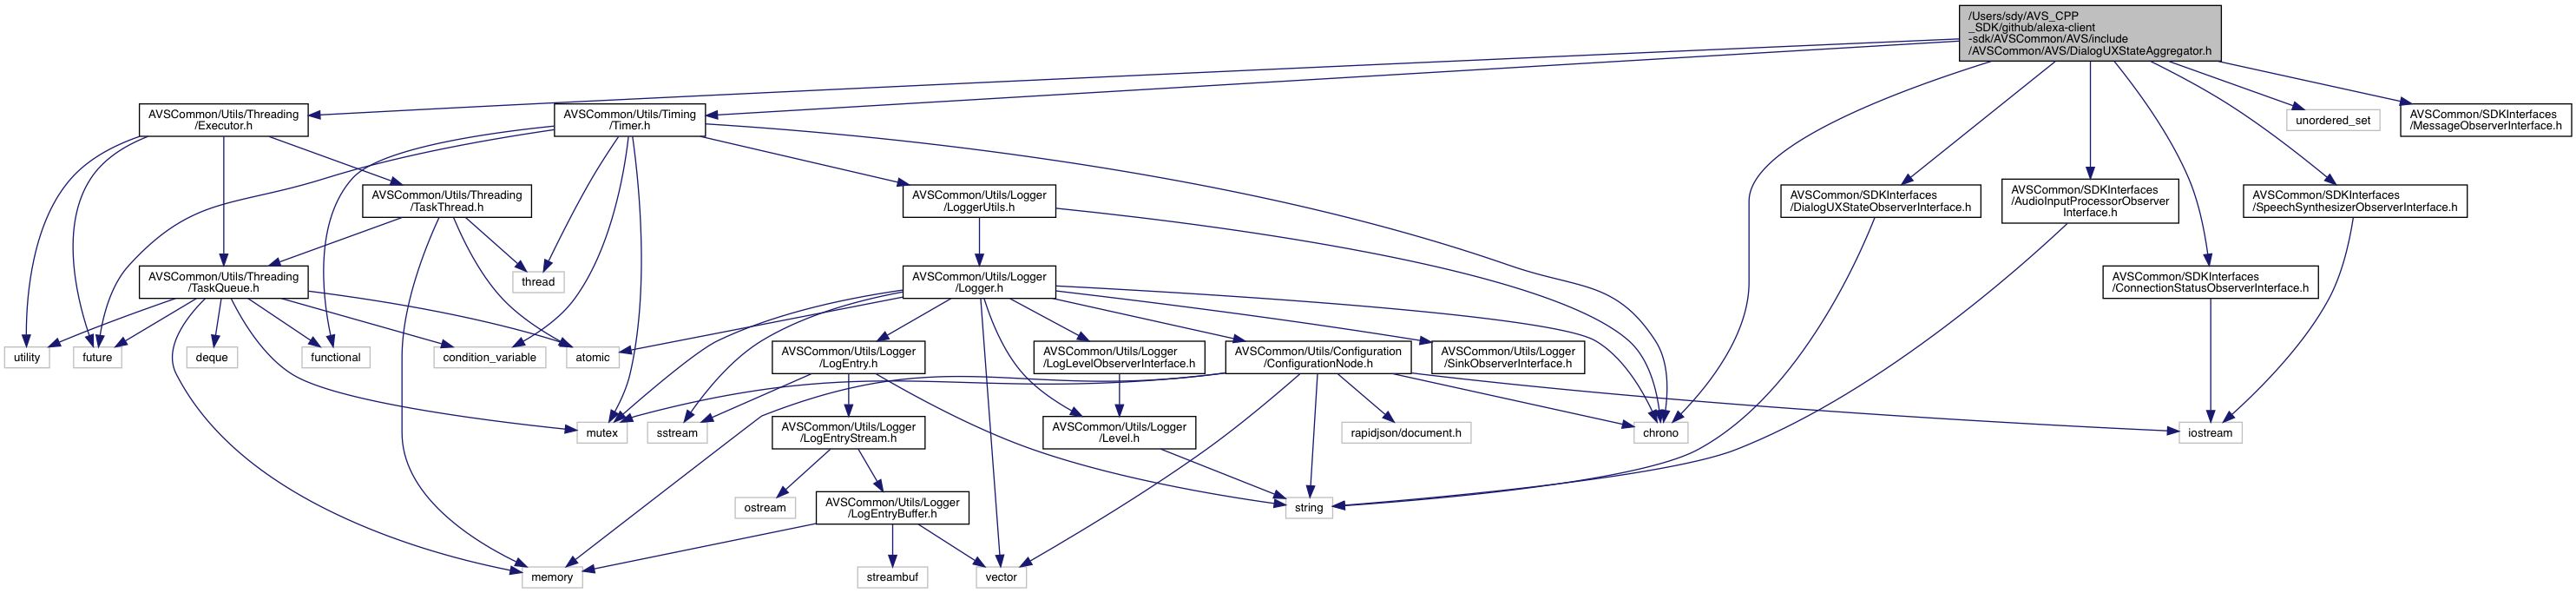 /Users/sdy/AVS_CPP
_SDK/github/alexa-client
-sdk/AVSCommon/AVS/include
/AVSCommon/AVS/DialogUXStateAggregator.h
AVSCommon/Utils/Threading
/Executor.h
AVSCommon/Utils/Timing
/Timer.h
unordered_set
AVSCommon/SDKInterfaces
/MessageObserverInterface.h
AVSCommon/Utils/Threading
/TaskThread.h
AVSCommon/Utils/Logger
/LoggerUtils.h
AVSCommon/SDKInterfaces
/DialogUXStateObserverInterface.h
AVSCommon/SDKInterfaces
/AudioInputProcessorObserver
Interface.h
AVSCommon/SDKInterfaces
/SpeechSynthesizerObserverInterface.h
AVSCommon/Utils/Threading
/TaskQueue.h
thread
AVSCommon/Utils/Logger
/Logger.h
AVSCommon/SDKInterfaces
/ConnectionStatusObserverInterface.h
utility
future
deque
functional
condition_variable
atomic
AVSCommon/Utils/Logger
/LogEntry.h
AVSCommon/Utils/Logger
/LogLevelObserverInterface.h
AVSCommon/Utils/Configuration
/ConfigurationNode.h
AVSCommon/Utils/Logger
/SinkObserverInterface.h
mutex
sstream
AVSCommon/Utils/Logger
/LogEntryStream.h
AVSCommon/Utils/Logger
/Level.h
rapidjson/document.h
chrono
iostream
ostream
AVSCommon/Utils/Logger
/LogEntryBuffer.h
string
memory
streambuf
vector